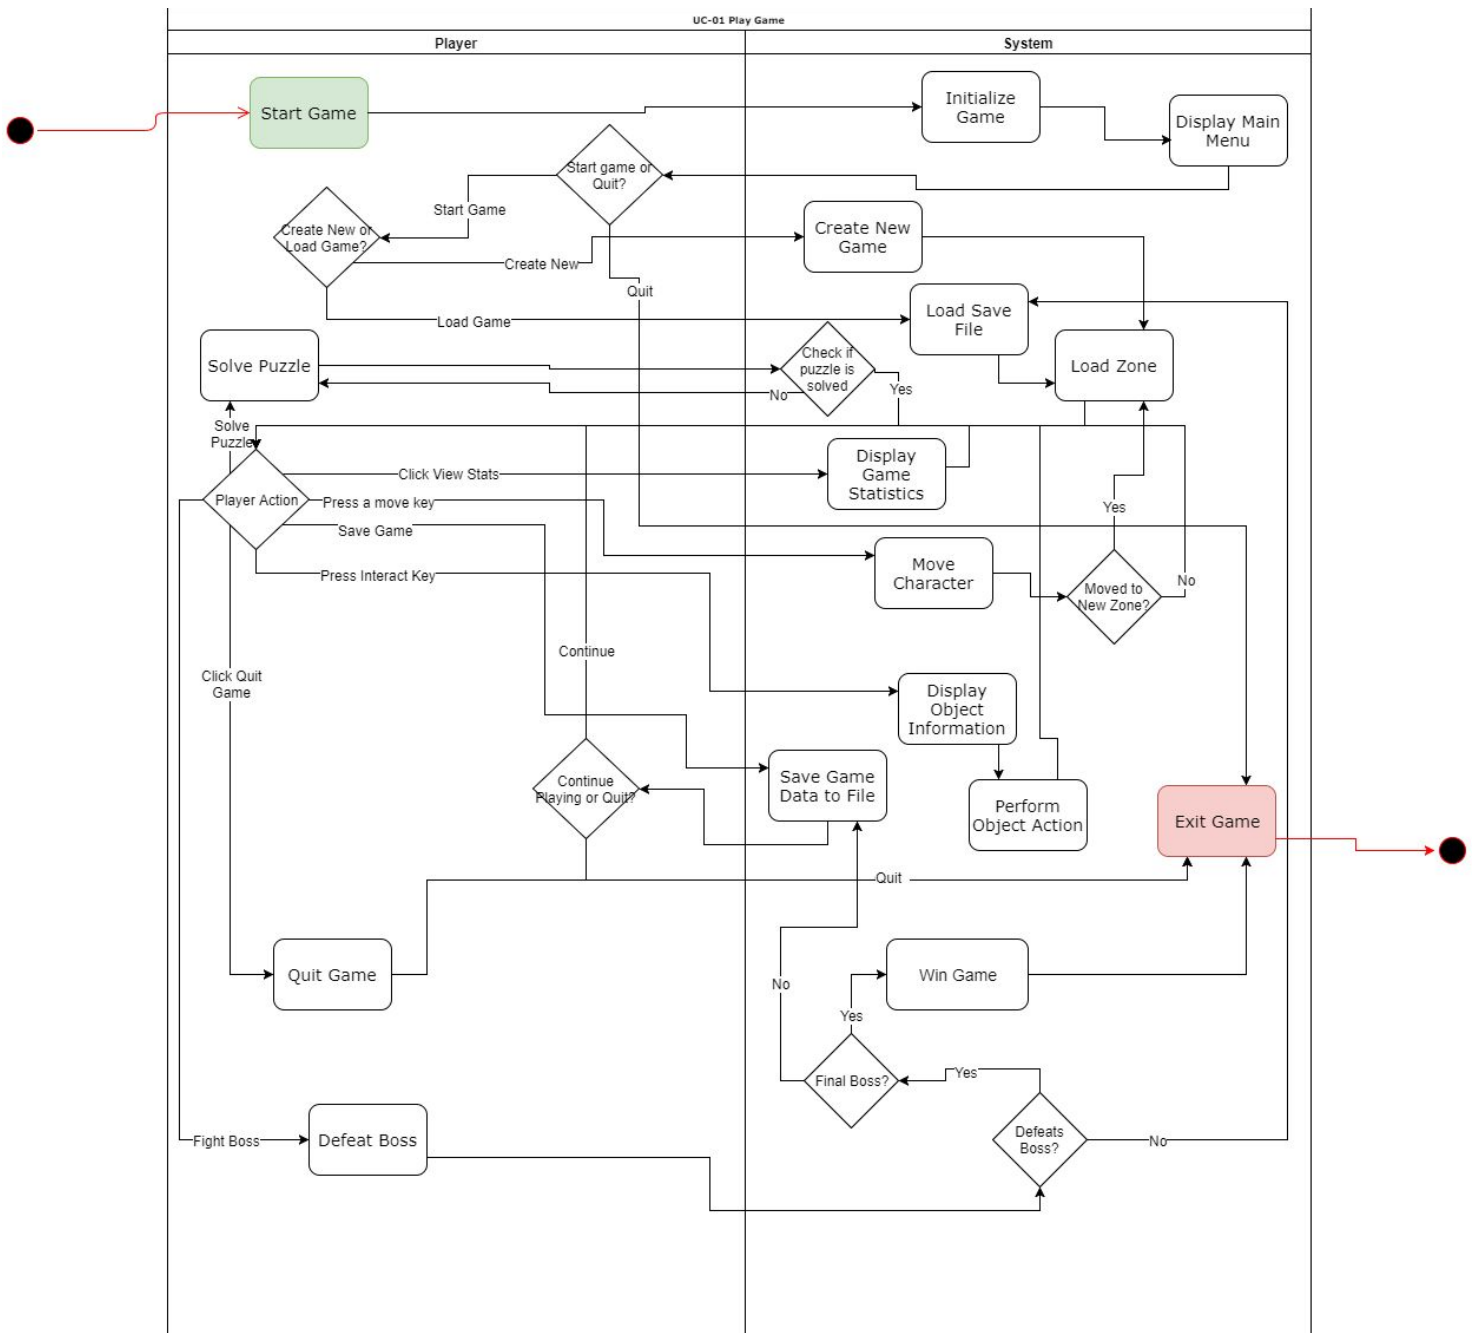 UC-01 Play Game
Player
System
Start Game
Initialize
Game
Display Main
Menu
Start game or
Quit?
Start Game
Create New or
Load Game?
Create New
Create New
Game
Quit
Load Game
Load Save
File
Solve Puzzle
Check if
puzzle is
solved
Load Zone
No
Yes
Solve
Puzzle
Display
Game
Statistics
Click View Stats
Player Action
Press a move key
Yes
Save Game
Move
Character
Press Interact Key
Moved to
New Zone?
No
Continue
Click Quit
Game
Display
Object
Information
Continue
Playing or Quit?
Save Game
Data to File
Perform
Object Action
Exit Game
Quit
Quit Game
No
Win Game
Yes
Final Boss?
Yes
Fight Boss
Defeat Boss
Defeats
Boss?
No